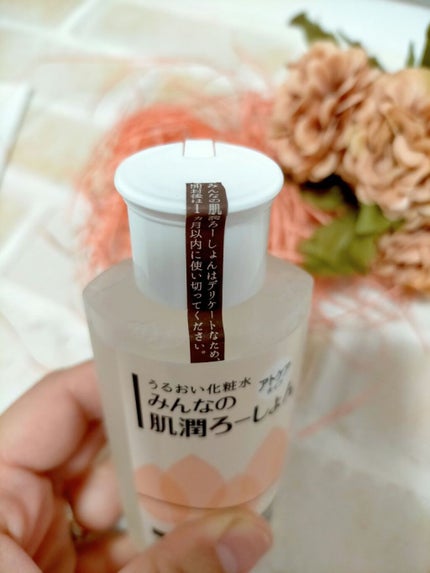 みんなの肌潤ろーしょんはデリケートなため、
開封後は1ヵ月以内に使い切ってください。
うるおい化粧水
アトケア
みんなの
肌潤ろーしょん